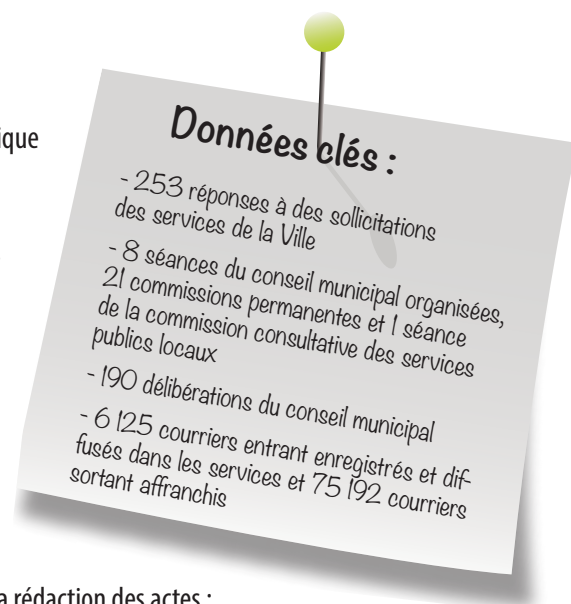 ique
Données clés :
- 253 réponses à des sollicitations
des services de la Ville
- 8 séances du conseil municipal organisées,
21 commissions permanentes et 1 séance
de la commission consultative des services
publics locaux
- 190 délibérations du conseil municipal
- 6 125 courriers entrant enregistrés et dif-
fusés dans les services et 75 192 courriers
sortant affranchis
a rédaction des actes :